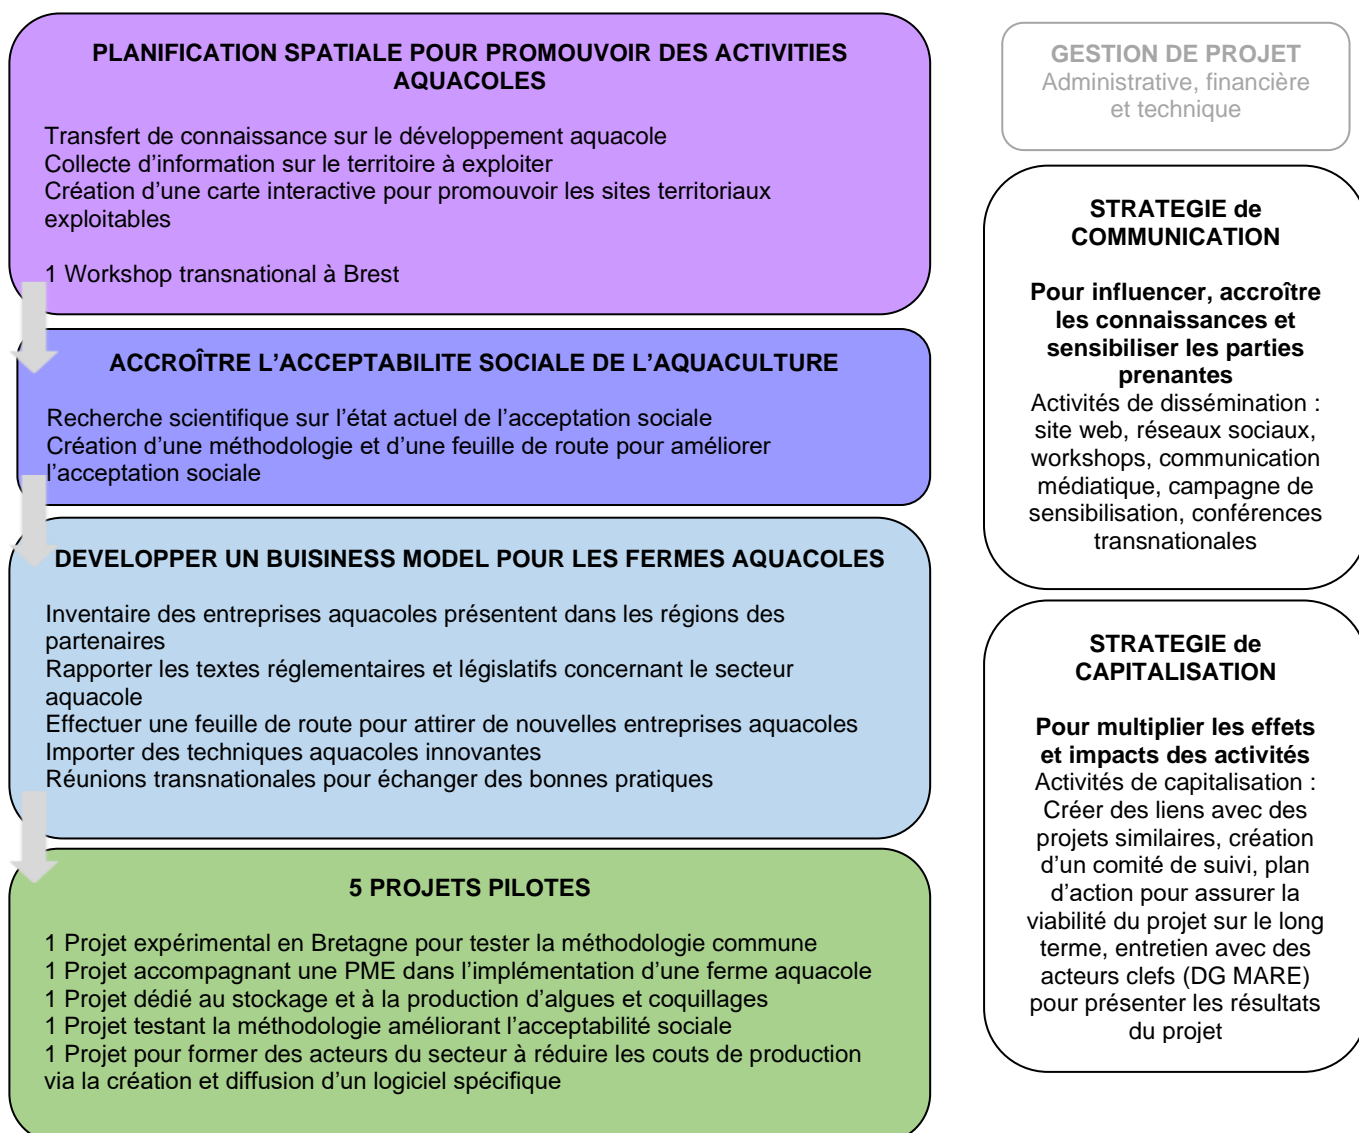 PLANIFICATION SPATIALE POUR PROMOUVOIR DES ACTIVITIES
AQUACOLES
Transfert de connaissance sur le développement aquacole
Collecte d’information sur le territoire à exploiter
Création d’une carte interactive pour promouvoir les sites territoriaux
exploitables
1 Workshop transnational à Brest
ACCROÎTRE L’ACCEPTABILITE SOCIALE DE L’AQUACULTURE
Recherche scientifique sur l’état actuel de l’acceptation sociale
Création d’une méthodologie et d’une feuille de route pour améliorer
l’acceptation sociale
DEVELOPPER UN BUISINESS MODEL POUR LES FERMES AQUACOLES
Inventaire des entreprises aquacoles présentent dans les régions des
partenaires
Rapporter les textes réglementaires et législatifs concernant le secteur
aquacole
Effectuer une feuille de route pour attirer de nouvelles entreprises aquacoles
Importer des techniques aquacoles innovantes
Réunions transnationales pour échanger des bonnes pratiques
5 PROJETS PILOTES
1 Projet expérimental en Bretagne pour tester la méthodologie commune
1 Projet accompagnant une PME dans l’implémentation d’une ferme aquacole
1 Projet dédié au stockage et à la production d’algues et coquillages
1 Projet testant la méthodologie améliorant l’acceptabilité sociale
1 Projet pour former des acteurs du secteur à réduire les couts de production
via la création et diffusion d’un logiciel spécifique
GESTION DE PROJET
Administrative, financière
et technique
STRATEGIE de
COMMUNICATION
Pour influencer, accroître
les connaissances et
sensibiliser les parties
prenantes
Activités de dissémination :
site web, réseaux sociaux,
workshops, communication
médiatique, campagne de
sensibilisation, conférences
transnationales
STRATEGIE de
CAPITALISATION
Pour multiplier les effets
et impacts des activités
Activités de capitalisation :
Créer des liens avec des
projets similaires, création
d’un comité de suivi, plan
d’action pour assurer la
viabilité du projet sur le long
terme, entretien avec des
acteurs clefs (DG MARE)
pour présenter les résultats
du projet